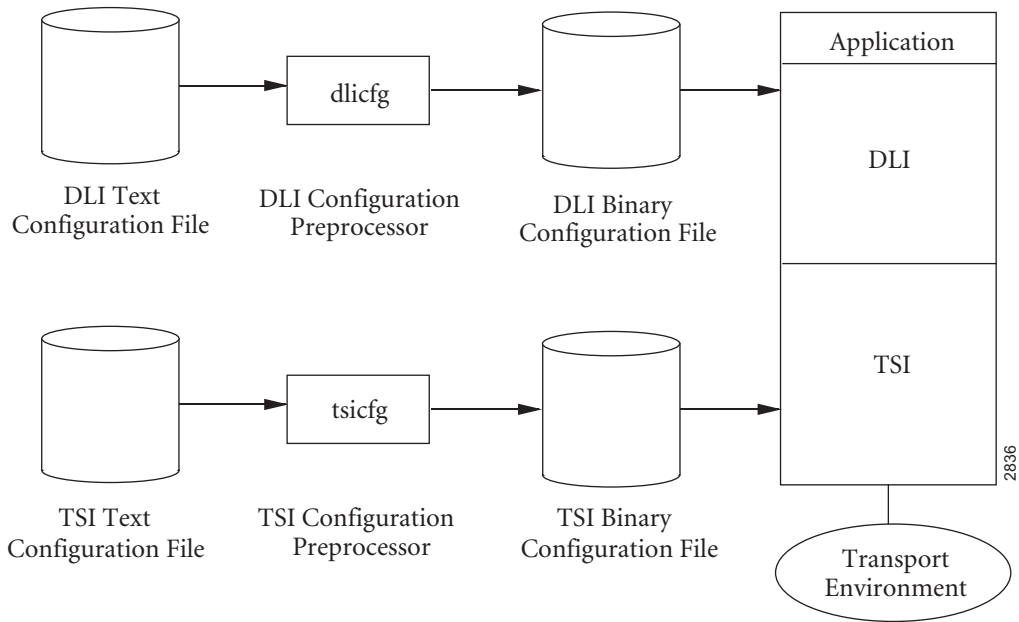 Application
dlicfg
DLI
DLI Text
Configuration File
DLI Configuration
Preprocessor
DLI Binary
Configuration File
TSI
tsicfg
2836
TSI Text
Configuration File
TSI Configuration
Preprocessor
TSI Binary
Configuration File
Transport
Environment